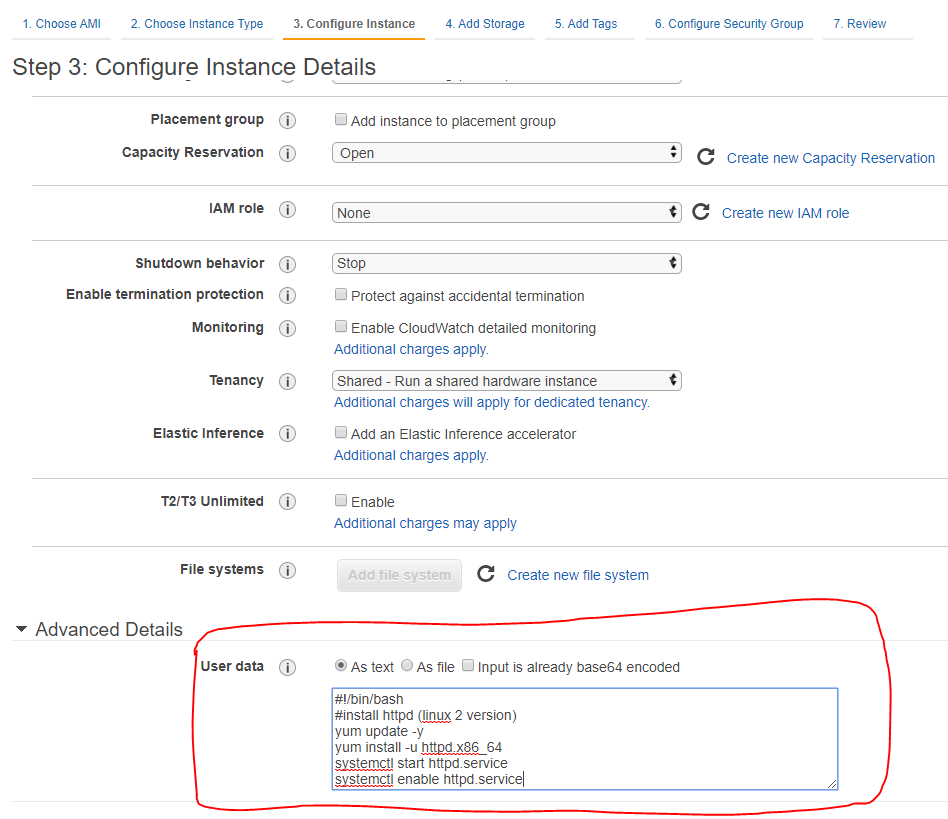 1. Choose AMI 2. Choose Instance Type 3. Configure Instance 4. Add Storage 5. Add Tags 6. Configure Security Group 7. Review
Step 3: Configure Instance Details
Placement group Add instance to placement group
Capacity Reservation Open Create new Capacity Reservation
IAM role None Create new IAM role
Shutdown behavior Stop
Enable termination protection Protect against accidental termination
Monitoring Enable CloudWatch detailed monitoring
Additional charges apply.
Tenancy Shared - Run a shared hardware instance
Additional charges will apply for dedicated tenancy.
Elastic Inference Add an Elastic Inference accelerator
Additional charges apply.
T2/T3 Unlimited Enable
Additional charges may apply
File systems Add file system Create new file system
Advanced Details
User data As text As file Input is already base64 encoded
#!/bin/bash
#install httpd (linux 2 version)
yum update -y
yum install -u httpd.x86_64
systemctl start httpd.service
systemctl enable httpd.service